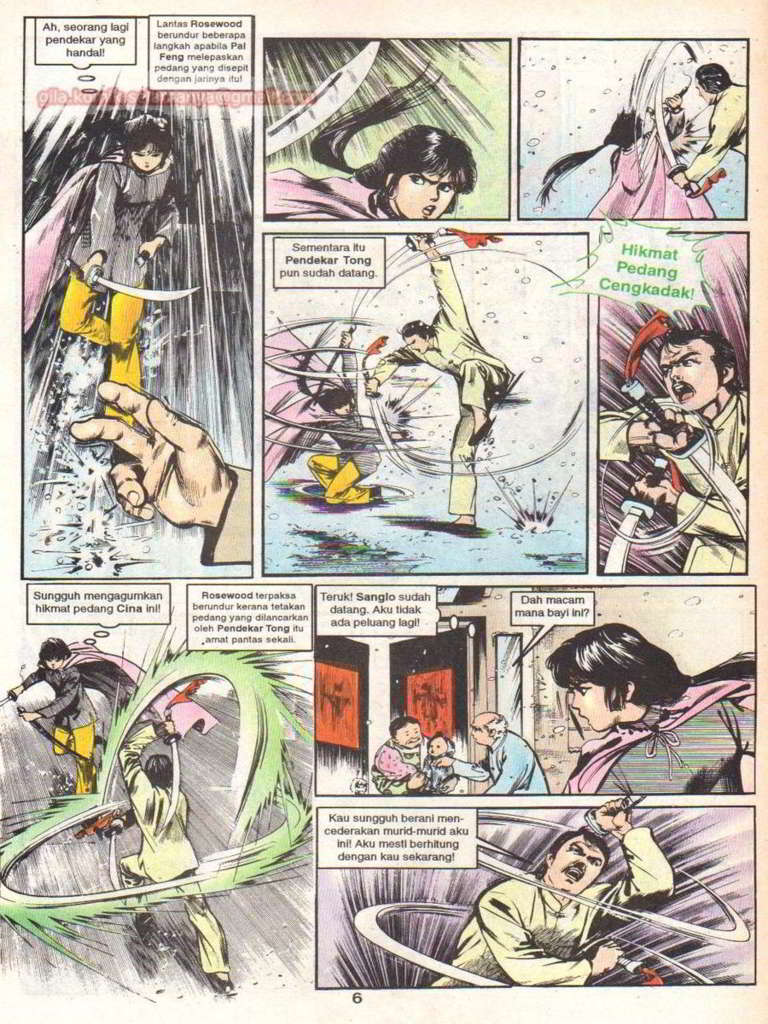 Ah, seorang lagi
pendekar yang
handal!
Lantas Rosewood
berundur beberapa
langkah apabila Pai
Feng melepaskan
pedang yang disepit
dengan jarinya itu!
Sementara itu
Pendekar Tong
pun sudah datang.
Hikmat
Pedang
Cengkadak!
Sungguh mengagumkan
hikmat pedang Cina ini!
Rosewood terpaksa
berundur kerana tetakan
pedang yang dilancarkan
oleh Pendekar Tong itu
amat pantas sekali.
Teruk! Sanglo sudah
datang. Aku tidak
ada peluang lagi!
Dah macam
mana bayi ini?
Kau sungguh berani men-
cederakan murid-murid aku
ini! Aku mesti berhitung
dengan kau sekarang!
6